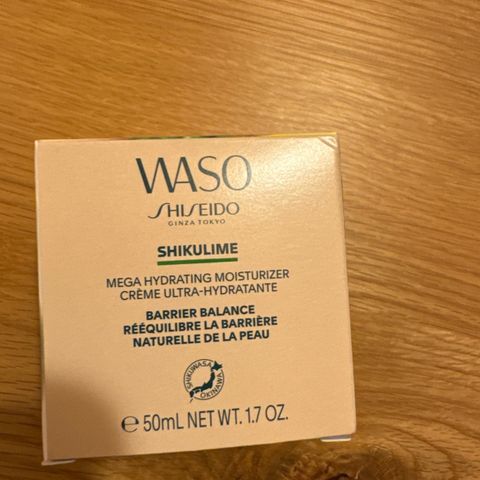 WASO
SHISEIDO
GINZA TOKYO
SHIKULIME
MEGA HYDRATING MOISTURIZER
CRÈME ULTRA-HYDRATANTE
BARRIER BALANCE
RÉÉQUILIBRE LA BARRIÈRE
NATURELLE DE LA PEAU
SHIKUWASA
OKINAWA
℮ 50mL NET WT. 1.7 OZ.